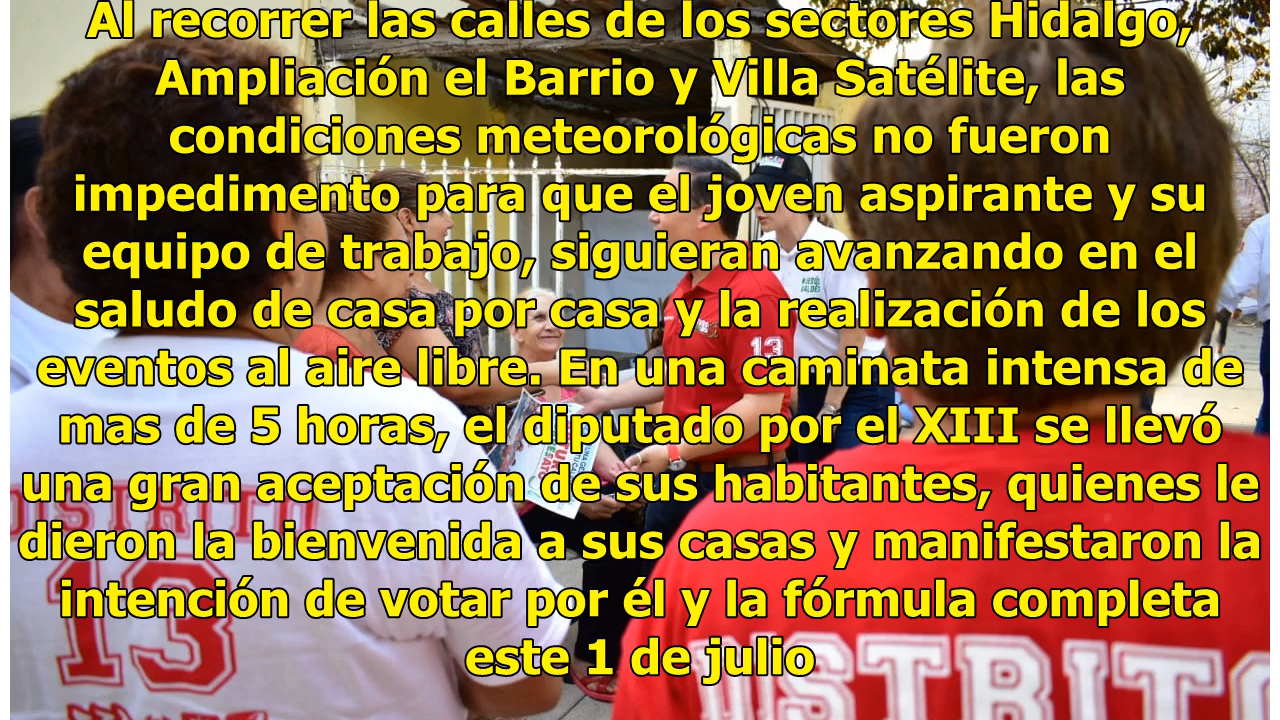 Al recorrer las calles de los sectores Hidalgo,
Ampliación el Barrio y Villa Satélite, las
condiciones meteorológicas no fueron
impedimento para que el joven aspirante y su
equipo de trabajo, siguieran avanzando en el
saludo de casa por casa y la realización de los
eventos al aire libre. En una caminata intensa de
mas de 5 horas, el diputado por el XIII se llevó
una gran aceptación de sus habitantes, quienes le
dieron la bienvenida a sus casas y manifestaron la
intención de votar por él y la fórmula completa
este 1 de julio
13
DISTRITO
13
DISTRITO